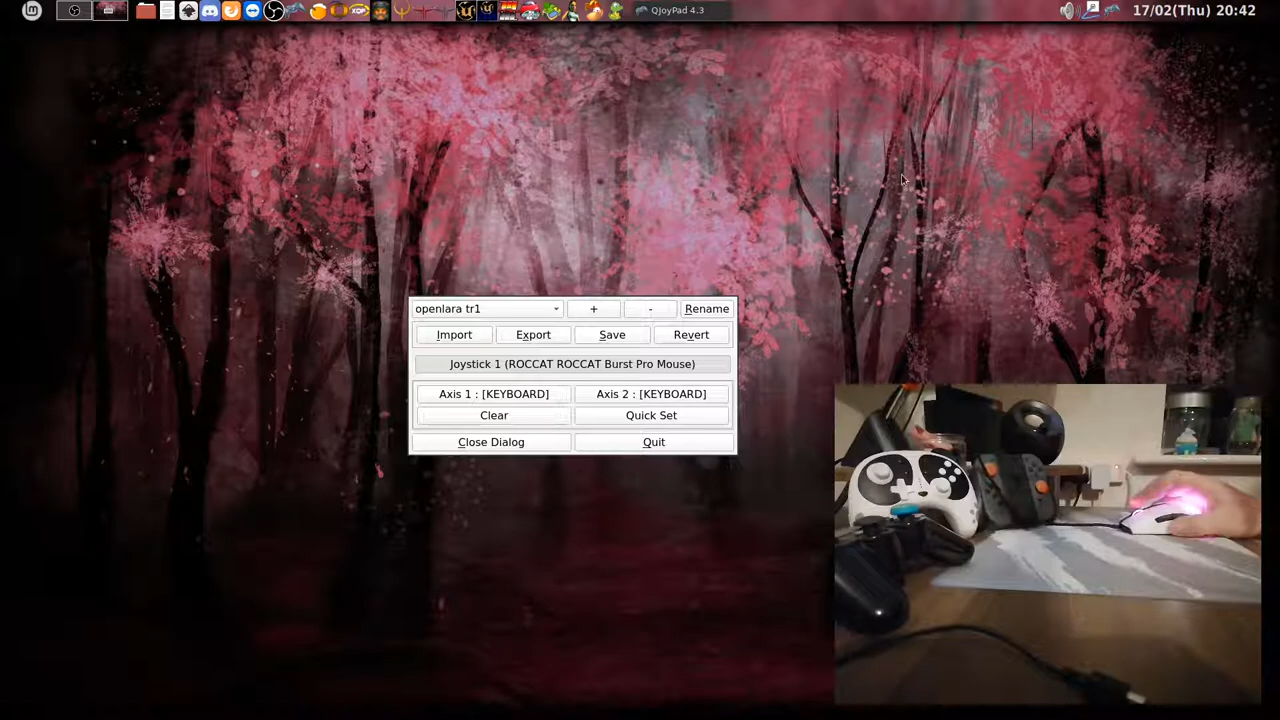 QJoyPad 4.3
17/02(Thu) 20:42
openlara tr1
+
-
Rename
Import
Export
Save
Revert
Joystick 1 (ROCCAT ROCCAT Burst Pro Mouse)
Axis 1 : [KEYBOARD]
Axis 2 : [KEYBOARD]
Clear
Quick Set
Close Dialog
Quit